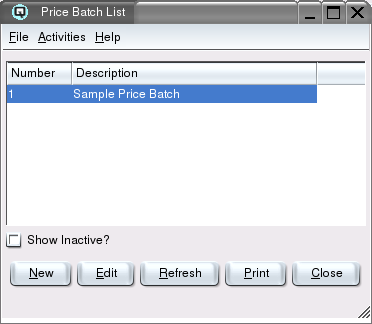 Price Batch List
File Activities Help
Number Description
1 Sample Price Batch
Show Inactive?
New Edit Refresh Print Close